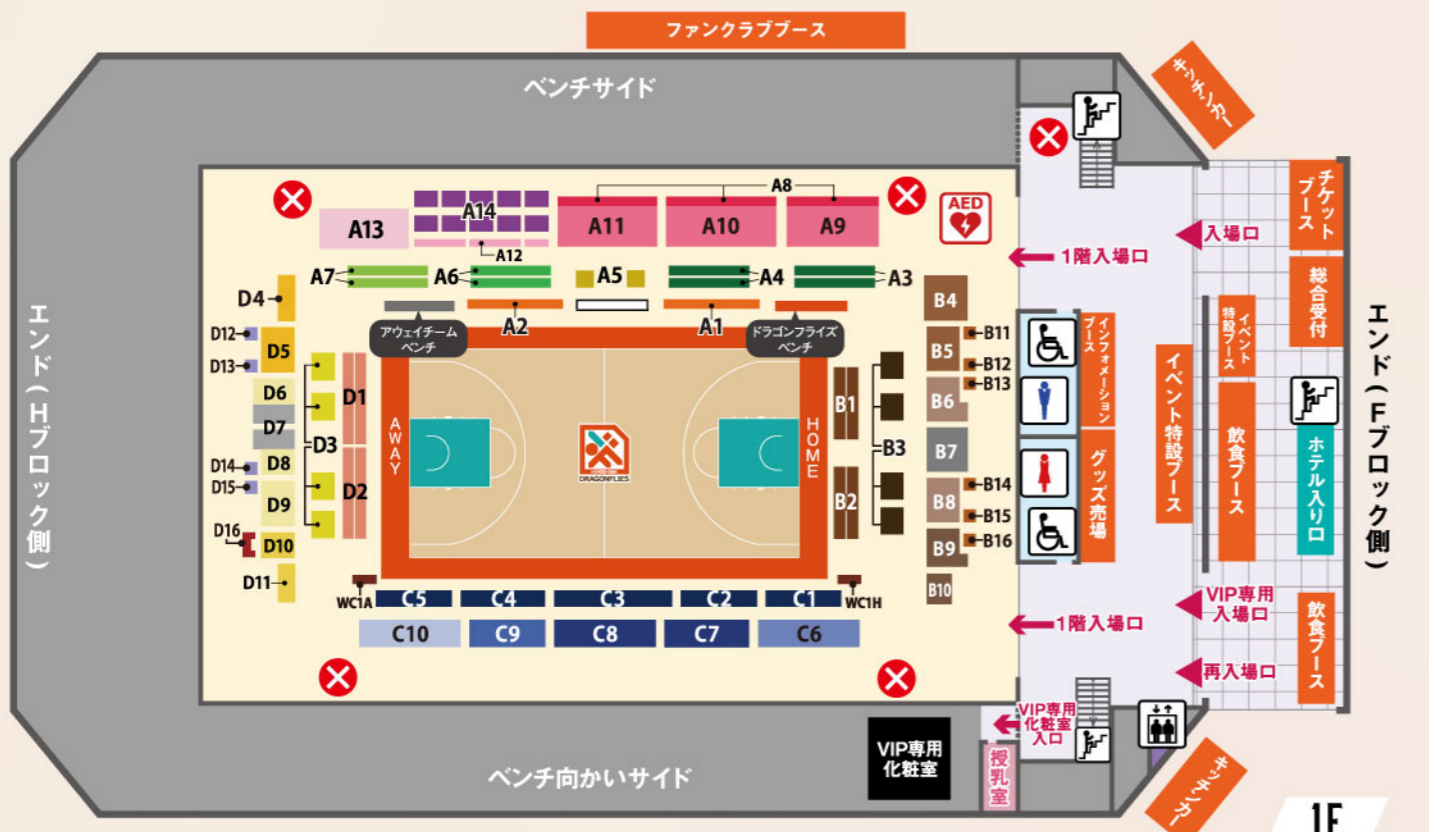 ファンクラブブース
ベンチサイド
キッチンカー
チケット
ブース
入場口
1階入場口
AED
総合受付
イベント
特設ブース
飲食ブース
ホテル入り口
飲食ブース
イベント特設ブース
インフォメーション
ブース
グッズ売場
VIP専用
入場口
再入場口
1階入場口
VIP専用
化粧室
入口
VIP専用
化粧室
授乳室
キッチンカー
ベンチ向かいサイド
エンド(Hブロック側)
エンド(Fブロック側)
A8
A13
A14
A11
A10
A9
A12
A7
A6
A5
A4
A3
アウェイチーム
ベンチ
A2
A1
ドラゴンフライズ
ベンチ
D4
D12
D5
D13
D6
D7
D8
D14
D15
D9
D16
D10
D11
D3
D1
D2
AWAY
DRAGONFLIES
HOME
B1
B2
B3
B4
B5
B6
B7
B8
B9
B10
B11
B12
B13
B14
B15
B16
WC1A
C5
C4
C3
C2
C1
WC1H
C10
C9
C8
C7
C6
1F